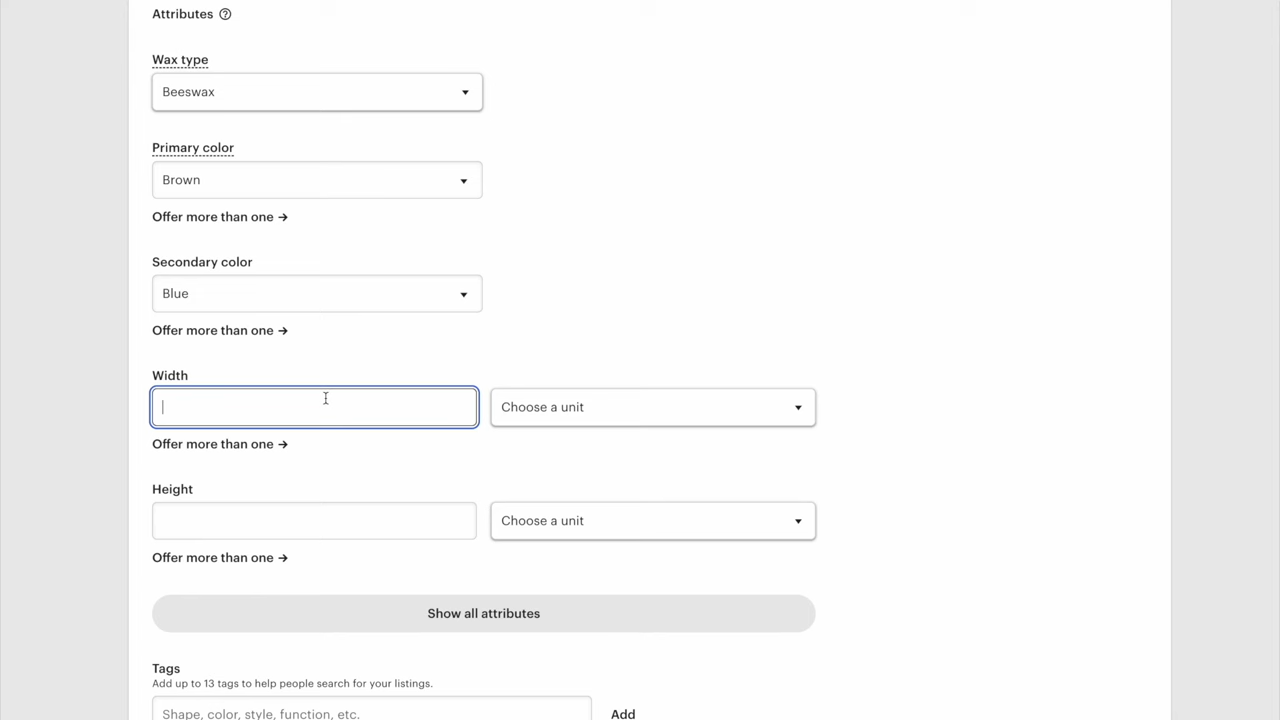 Attributes ?
Wax type
Beeswax
Primary color
Brown
Offer more than one →
Secondary color
Blue
Offer more than one →
Width
Choose a unit
Offer more than one →
Height
Choose a unit
Offer more than one →
Show all attributes
Tags
Add up to 13 tags to help people search for your listings.
Shape, color, style, function, etc. Add